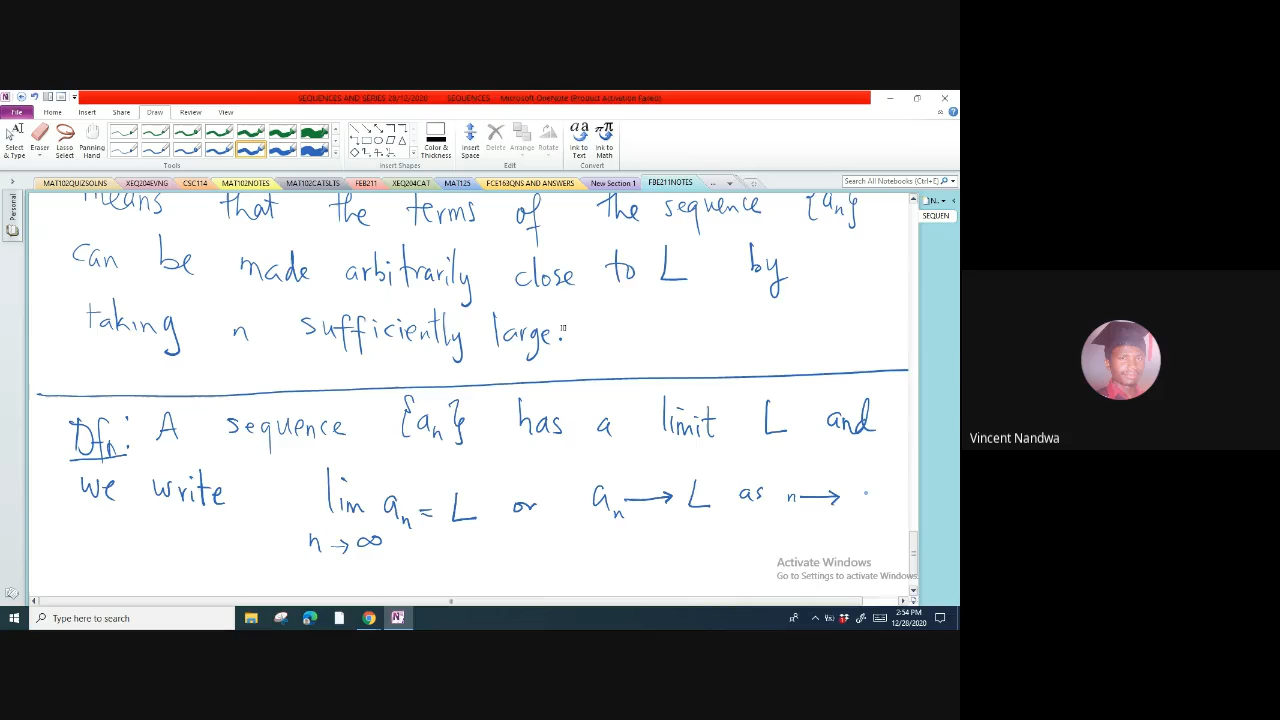 SEQUENCES AND SERIES 28/12/2020 - SEQUENCES - Microsoft OneNote (Product Activation Failed)
File Home Insert Share Draw Review View
Select & Type Eraser Lasso Select Panning Hand Color & Thickness Insert Space Delete Arrange Rotate Ink to Text Ink to Math
Tools Insert Shapes Edit Convert
MAT102QUIZSOLNS XEQ204EVNG CSC114 MAT102NOTES MAT102CATSLTS FEB211 XEQ204CAT MAT125 FCE163QNS AND ANSWERS New Section 1 FBE211NOTES ... Search All Notebooks (Ctrl+E)
Personal
SEQUEN
means that the terms of the sequence {an}
can be made arbitrarily close to L by
taking n sufficiently large.
Dfn: A sequence {an} has a limit L and
we write lim an = L or an → L as n →
n → ∞
Vincent Nandwa
Activate Windows
Go to Settings to activate Windows.
Type here to search
2:54 PM
12/28/2020